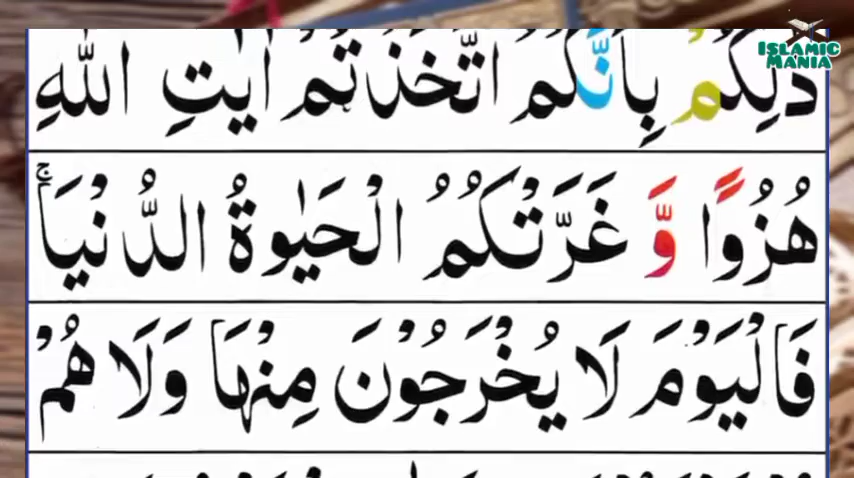 ISLAMIC
MANIA
ذٰلِكُمْ بِاَنَّكُمُ اتَّخَذْتُمْ اٰيٰتِ اللّٰهِ
هُزُوًا وَّ غَرَّتْكُمُ الْحَيٰوةُ الدُّنْيَا ۚ
فَالْيَوْمَ لَا يُخْرَجُوْنَ مِنْهَا وَلَا هُمْ